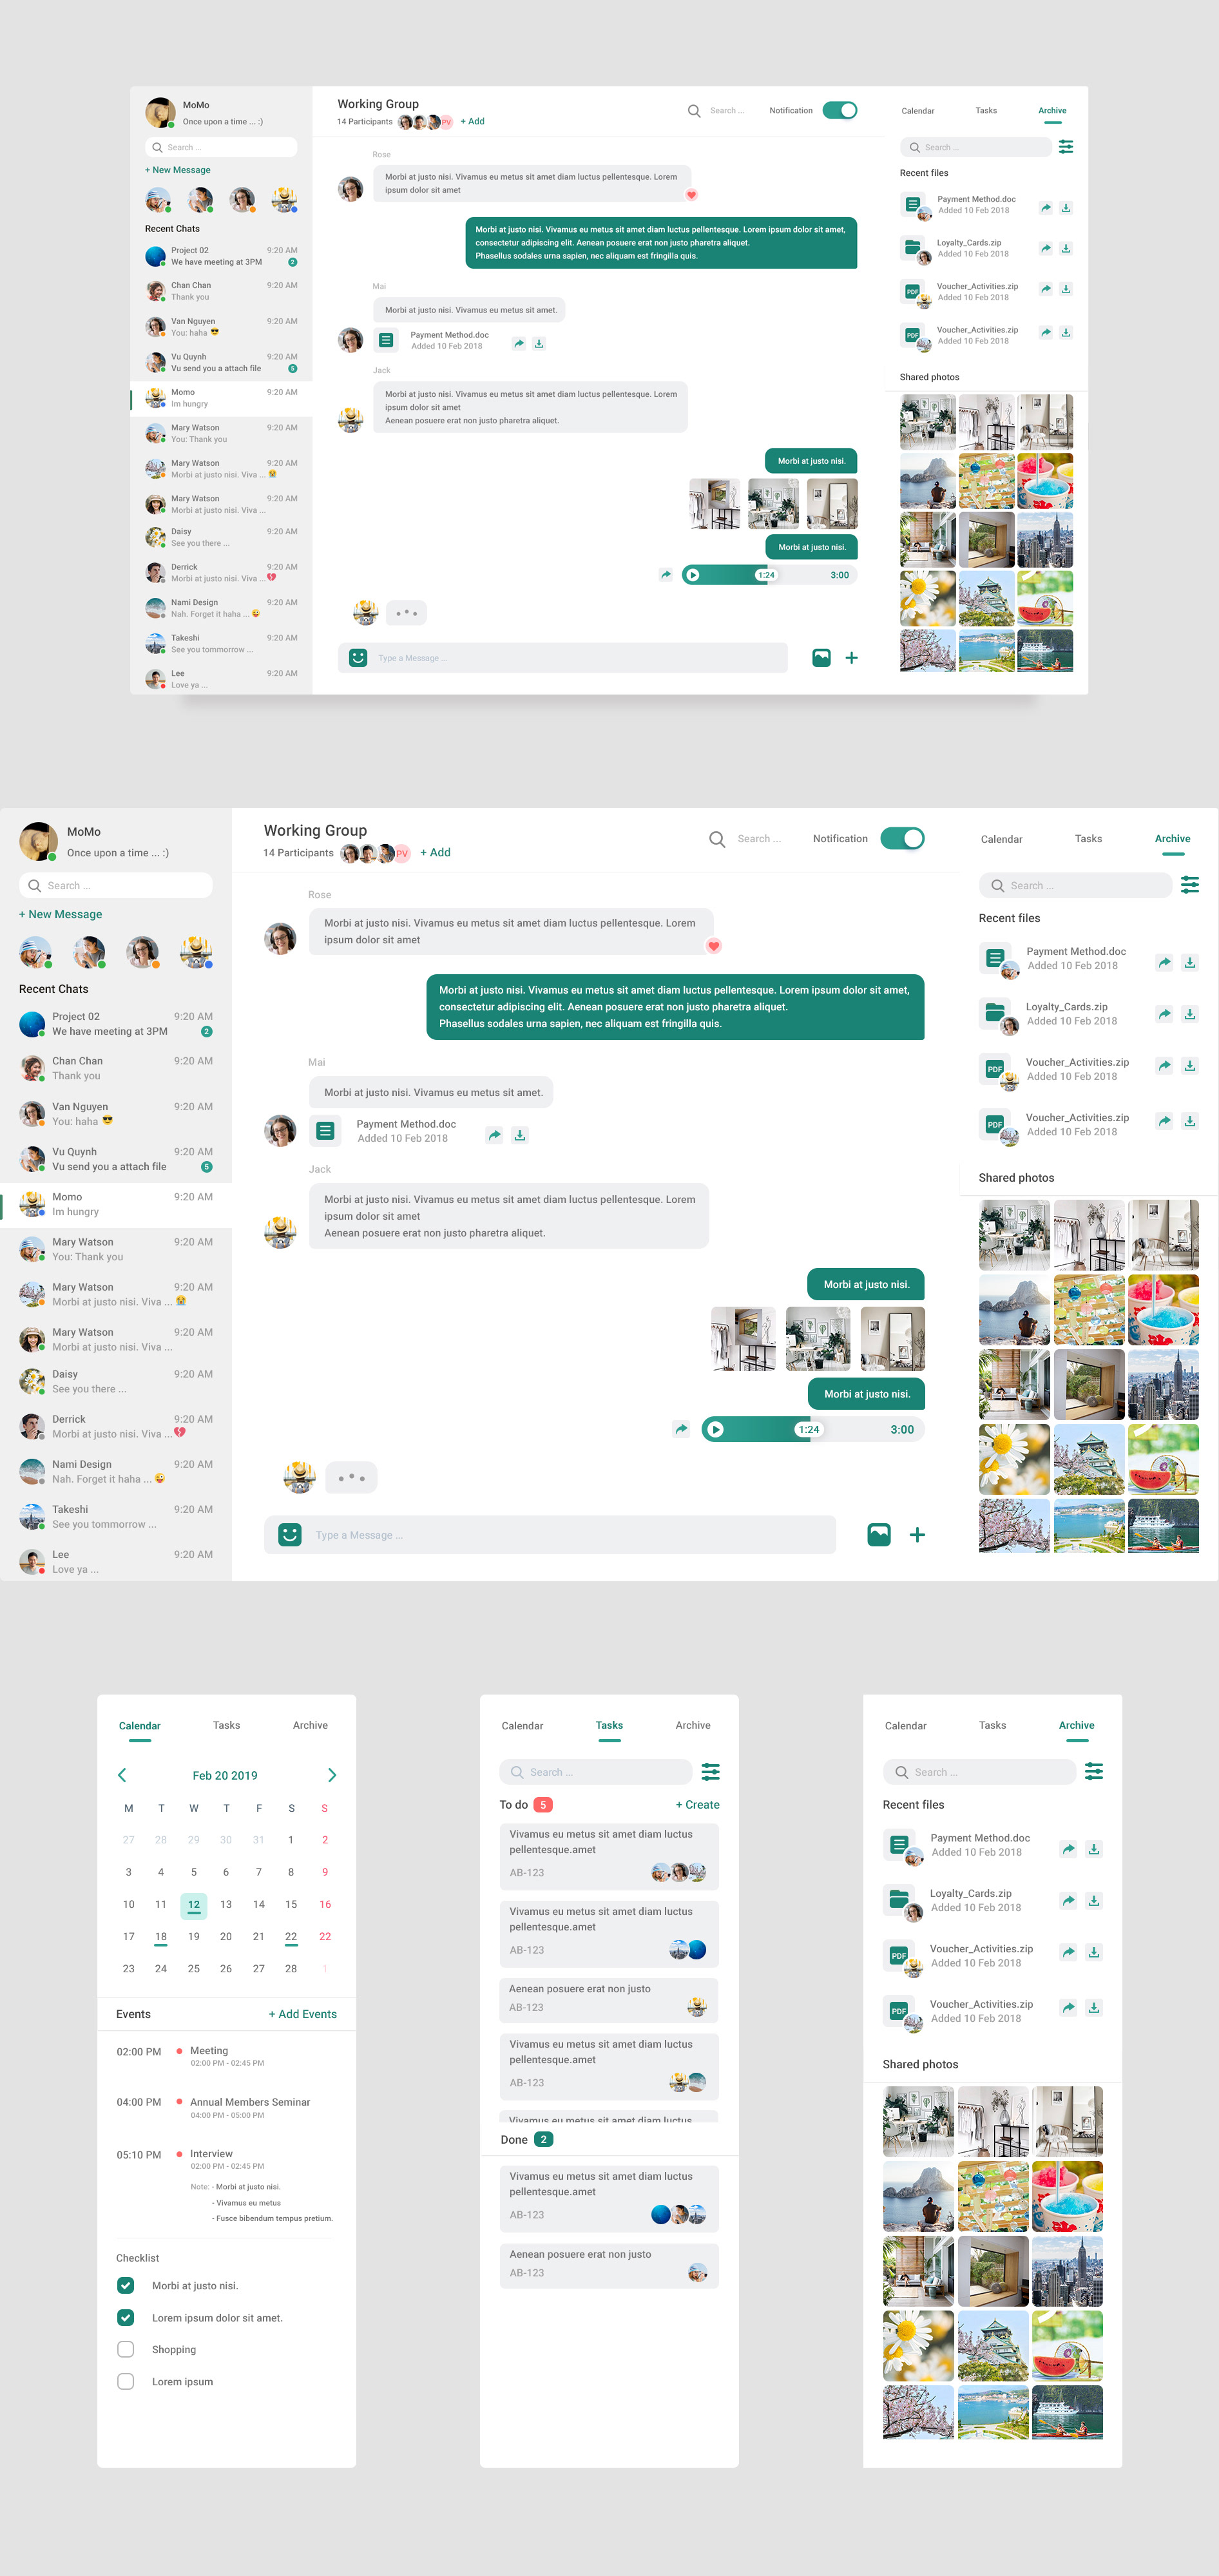 MoMo
Once upon a time ... :)
Search ...
+ New Message
Recent Chats
Project 02
9:20 AM
We have meeting at 3PM
2
Chan Chan
9:20 AM
Thank you
Van Nguyen
9:20 AM
You: haha
Vu Quynh
9:20 AM
Vu send you a attach file
5
Momo
9:20 AM
Im hungry
Mary Watson
9:20 AM
You: Thank you
Mary Watson
9:20 AM
Morbi at justo nisi. Viva ...
Mary Watson
9:20 AM
Morbi at justo nisi. Viva ...
Daisy
9:20 AM
See you there ...
Derrick
9:20 AM
Morbi at justo nisi. Viva ...
Nami Design
9:20 AM
Nah. Forget it haha ...
Takeshi
9:20 AM
See you tommorrow ...
Lee
9:20 AM
Love ya ...
Working Group
14 Participants
PV
+ Add
Search ...
Notification
Rose
Morbi at justo nisi. Vivamus eu metus sit amet diam luctus pellentesque. Lorem
ipsum dolor sit amet
Morbi at justo nisi. Vivamus eu metus sit amet diam luctus pellentesque. Lorem ipsum dolor sit amet,
consectetur adipiscing elit. Aenean posuere erat non justo pharetra aliquet.
Phasellus sodales urna sapien, nec aliquam est fringilla quis.
Mai
Morbi at justo nisi. Vivamus eu metus sit amet.
Payment Method.doc
Added 10 Feb 2018
Jack
Morbi at justo nisi. Vivamus eu metus sit amet diam luctus pellentesque. Lorem
ipsum dolor sit amet
Aenean posuere erat non justo pharetra aliquet.
Morbi at justo nisi.
Morbi at justo nisi.
1:24
3:00
Type a Message ...
Calendar
Tasks
Archive
Search ...
Recent files
Payment Method.doc
Added 10 Feb 2018
Loyalty_Cards.zip
Added 10 Feb 2018
PDF
Voucher_Activities.zip
Added 10 Feb 2018
PDF
Voucher_Activities.zip
Added 10 Feb 2018
Shared photos
MoMo
Once upon a time ... :)
Search ...
+ New Message
Recent Chats
Project 02
9:20 AM
We have meeting at 3PM
2
Chan Chan
9:20 AM
Thank you
Van Nguyen
9:20 AM
You: haha
Vu Quynh
9:20 AM
Vu send you a attach file
5
Momo
9:20 AM
Im hungry
Mary Watson
9:20 AM
You: Thank you
Mary Watson
9:20 AM
Morbi at justo nisi. Viva ...
Mary Watson
9:20 AM
Morbi at justo nisi. Viva ...
Daisy
9:20 AM
See you there ...
Derrick
9:20 AM
Morbi at justo nisi. Viva ...
Nami Design
9:20 AM
Nah. Forget it haha ...
Takeshi
9:20 AM
See you tommorrow ...
Lee
9:20 AM
Love ya ...
Working Group
14 Participants
PV
+ Add
Search ...
Notification
Rose
Morbi at justo nisi. Vivamus eu metus sit amet diam luctus pellentesque. Lorem
ipsum dolor sit amet
Morbi at justo nisi. Vivamus eu metus sit amet diam luctus pellentesque. Lorem ipsum dolor sit amet,
consectetur adipiscing elit. Aenean posuere erat non justo pharetra aliquet.
Phasellus sodales urna sapien, nec aliquam est fringilla quis.
Mai
Morbi at justo nisi. Vivamus eu metus sit amet.
Payment Method.doc
Added 10 Feb 2018
Jack
Morbi at justo nisi. Vivamus eu metus sit amet diam luctus pellentesque. Lorem
ipsum dolor sit amet
Aenean posuere erat non justo pharetra aliquet.
Morbi at justo nisi.
Morbi at justo nisi.
1:24
3:00
Type a Message ...
Calendar
Tasks
Archive
Search ...
Recent files
Payment Method.doc
Added 10 Feb 2018
Loyalty_Cards.zip
Added 10 Feb 2018
PDF
Voucher_Activities.zip
Added 10 Feb 2018
PDF
Voucher_Activities.zip
Added 10 Feb 2018
Shared photos
Calendar
Tasks
Archive
Feb 20 2019
M T W T F S S
27 28 29 30 31 1 2
3 4 5 6 7 8 9
10 11 12 13 14 15 16
17 18 19 20 21 22 22
23 24 25 26 27 28 1
Events
+ Add Events
02:00 PM
Meeting
02:00 PM - 02:45 PM
04:00 PM
Annual Members Seminar
04:00 PM - 05:00 PM
05:10 PM
Interview
02:00 PM - 02:45 PM
Note: - Morbi at justo nisi.
- Vivamus eu metus
- Fusce bibendum tempus pretium.
Checklist
Morbi at justo nisi.
Lorem ipsum dolor sit amet.
Shopping
Lorem ipsum
Calendar
Tasks
Archive
Search ...
To do
5
+ Create
Vivamus eu metus sit amet diam luctus
pellentesque.amet
AB-123
Vivamus eu metus sit amet diam luctus
pellentesque.amet
AB-123
Aenean posuere erat non justo
AB-123
Vivamus eu metus sit amet diam luctus
pellentesque.amet
AB-123
Vivamus eu metus sit amet diam luctus
Done
2
Vivamus eu metus sit amet diam luctus
pellentesque.amet
AB-123
Aenean posuere erat non justo
AB-123
Calendar
Tasks
Archive
Search ...
Recent files
Payment Method.doc
Added 10 Feb 2018
Loyalty_Cards.zip
Added 10 Feb 2018
PDF
Voucher_Activities.zip
Added 10 Feb 2018
PDF
Voucher_Activities.zip
Added 10 Feb 2018
Shared photos